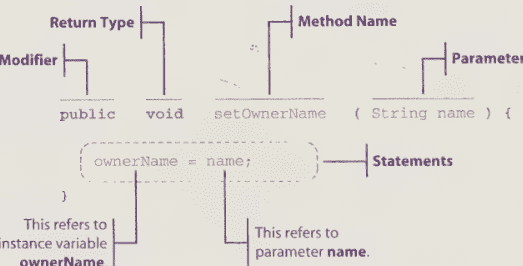 Return Type
Method Name
Modifier
Parameter
public void setOwnerName ( String name ) {
ownerName = name;
Statements
}
This refers to
instance variable
ownerName.
This refers to
parameter name.